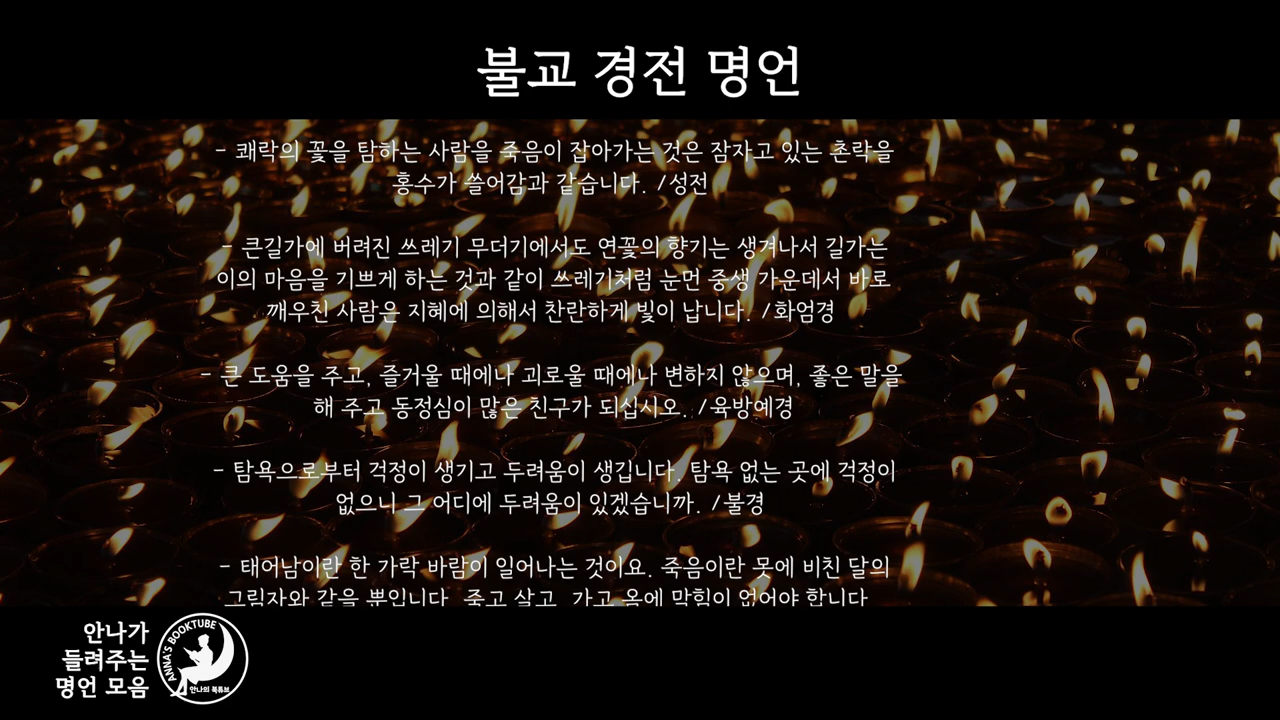 불교 경전 명언
- 쾌락의 꽃을 탐하는 사람을 죽음이 잡아가는 것은 잠자고 있는 촌락을
홍수가 쓸어감과 같습니다. /성전
- 큰길가에 버려진 쓰레기 무더기에서도 연꽃의 향기는 생겨나서 길가는
이의 마음을 기쁘게 하는 것과 같이 쓰레기처럼 눈먼 중생 가운데서 바로
깨우친 사람은 지혜에 의해서 찬란하게 빛이 납니다. /화엄경
- 큰 도움을 주고, 즐거울 때에나 괴로울 때에나 변하지 않으며, 좋은 말을
해 주고 동정심이 많은 친구가 되십시오. /육방예경
- 탐욕으로부터 걱정이 생기고 두려움이 생깁니다. 탐욕 없는 곳에 걱정이
없으니 그 어디에 두려움이 있겠습니까. /불경
- 태어남이란 한 가락 바람이 일어나는 것이요. 죽음이란 못에 비친 달의
그림자와 같을 뿐입니다. 죽고 살고, 가고 옴에 막힘이 없어야 합니다
안나가
들려주는
명언 모음
ANNA'S BOOKTUBE
안나의 북튜브